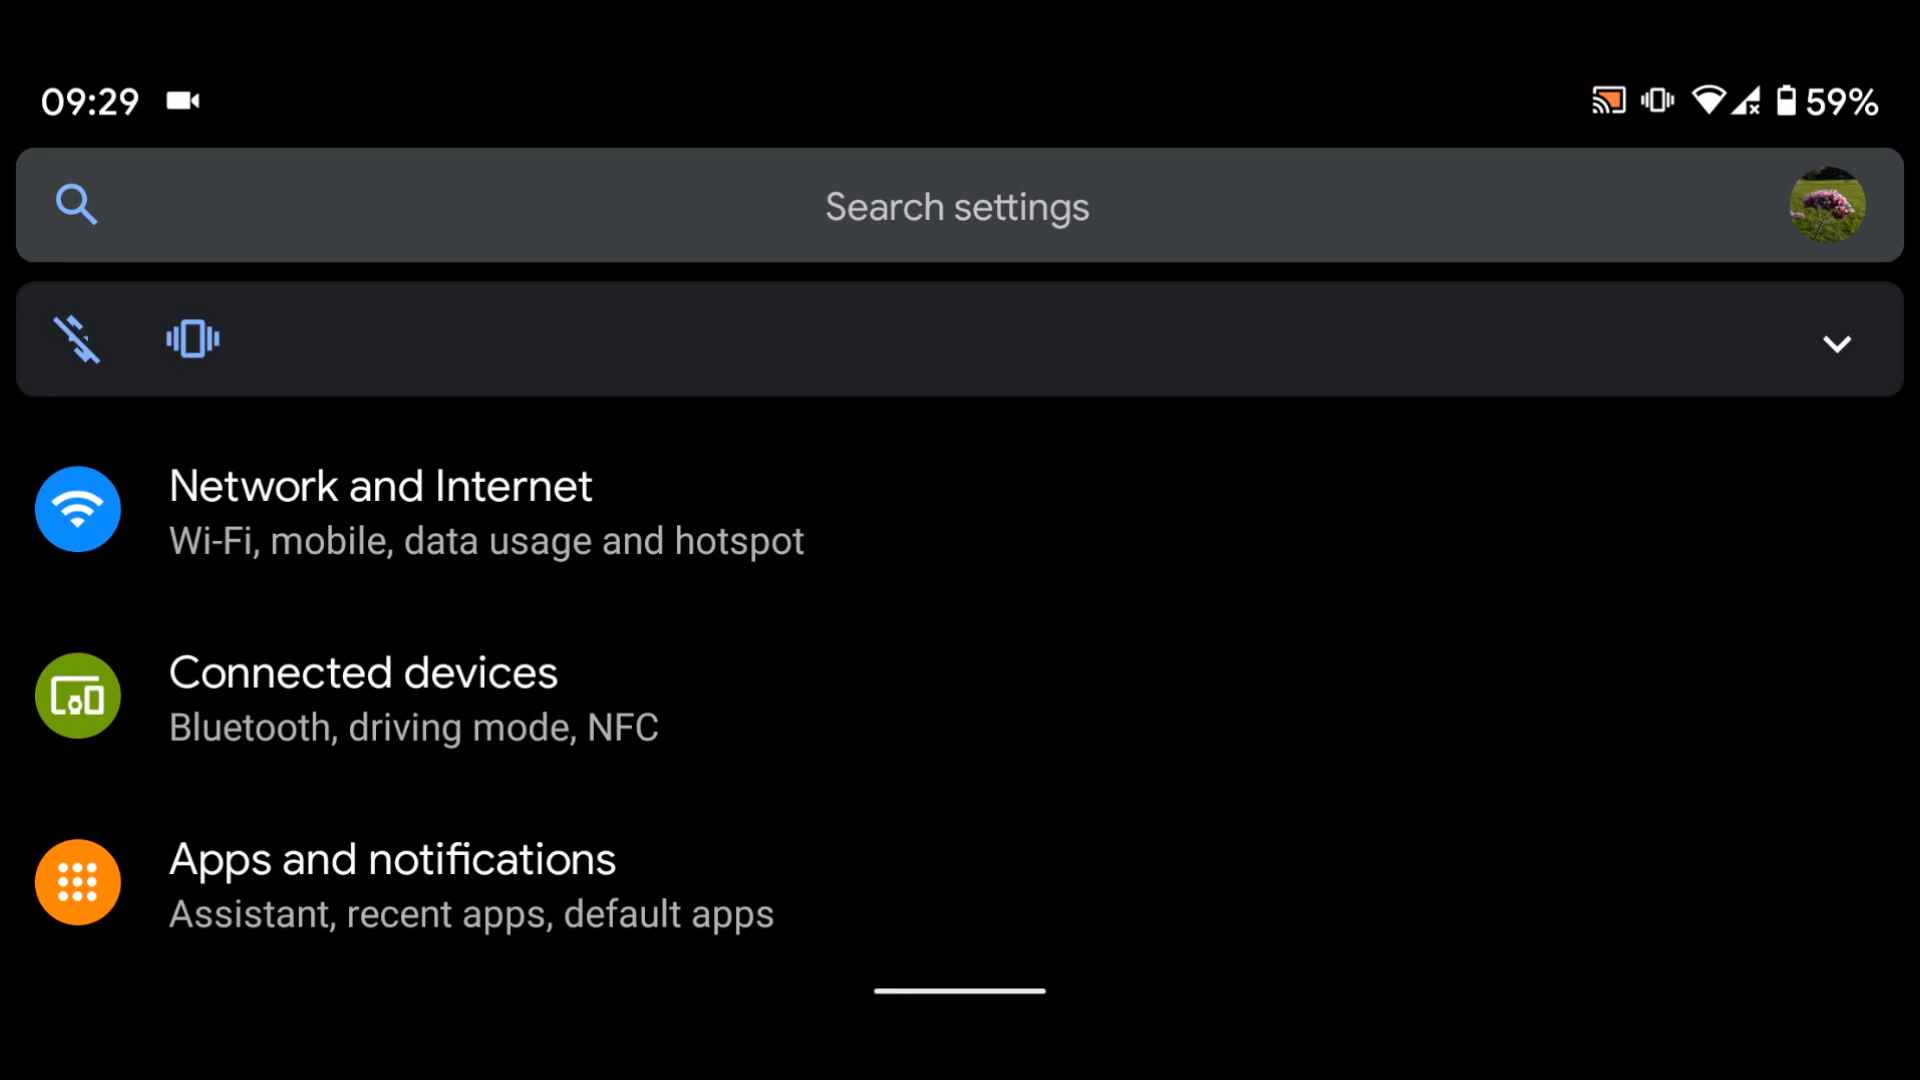 09:29
59%
Search settings
Network and Internet
Wi-Fi, mobile, data usage and hotspot
Connected devices
Bluetooth, driving mode, NFC
Apps and notifications
Assistant, recent apps, default apps